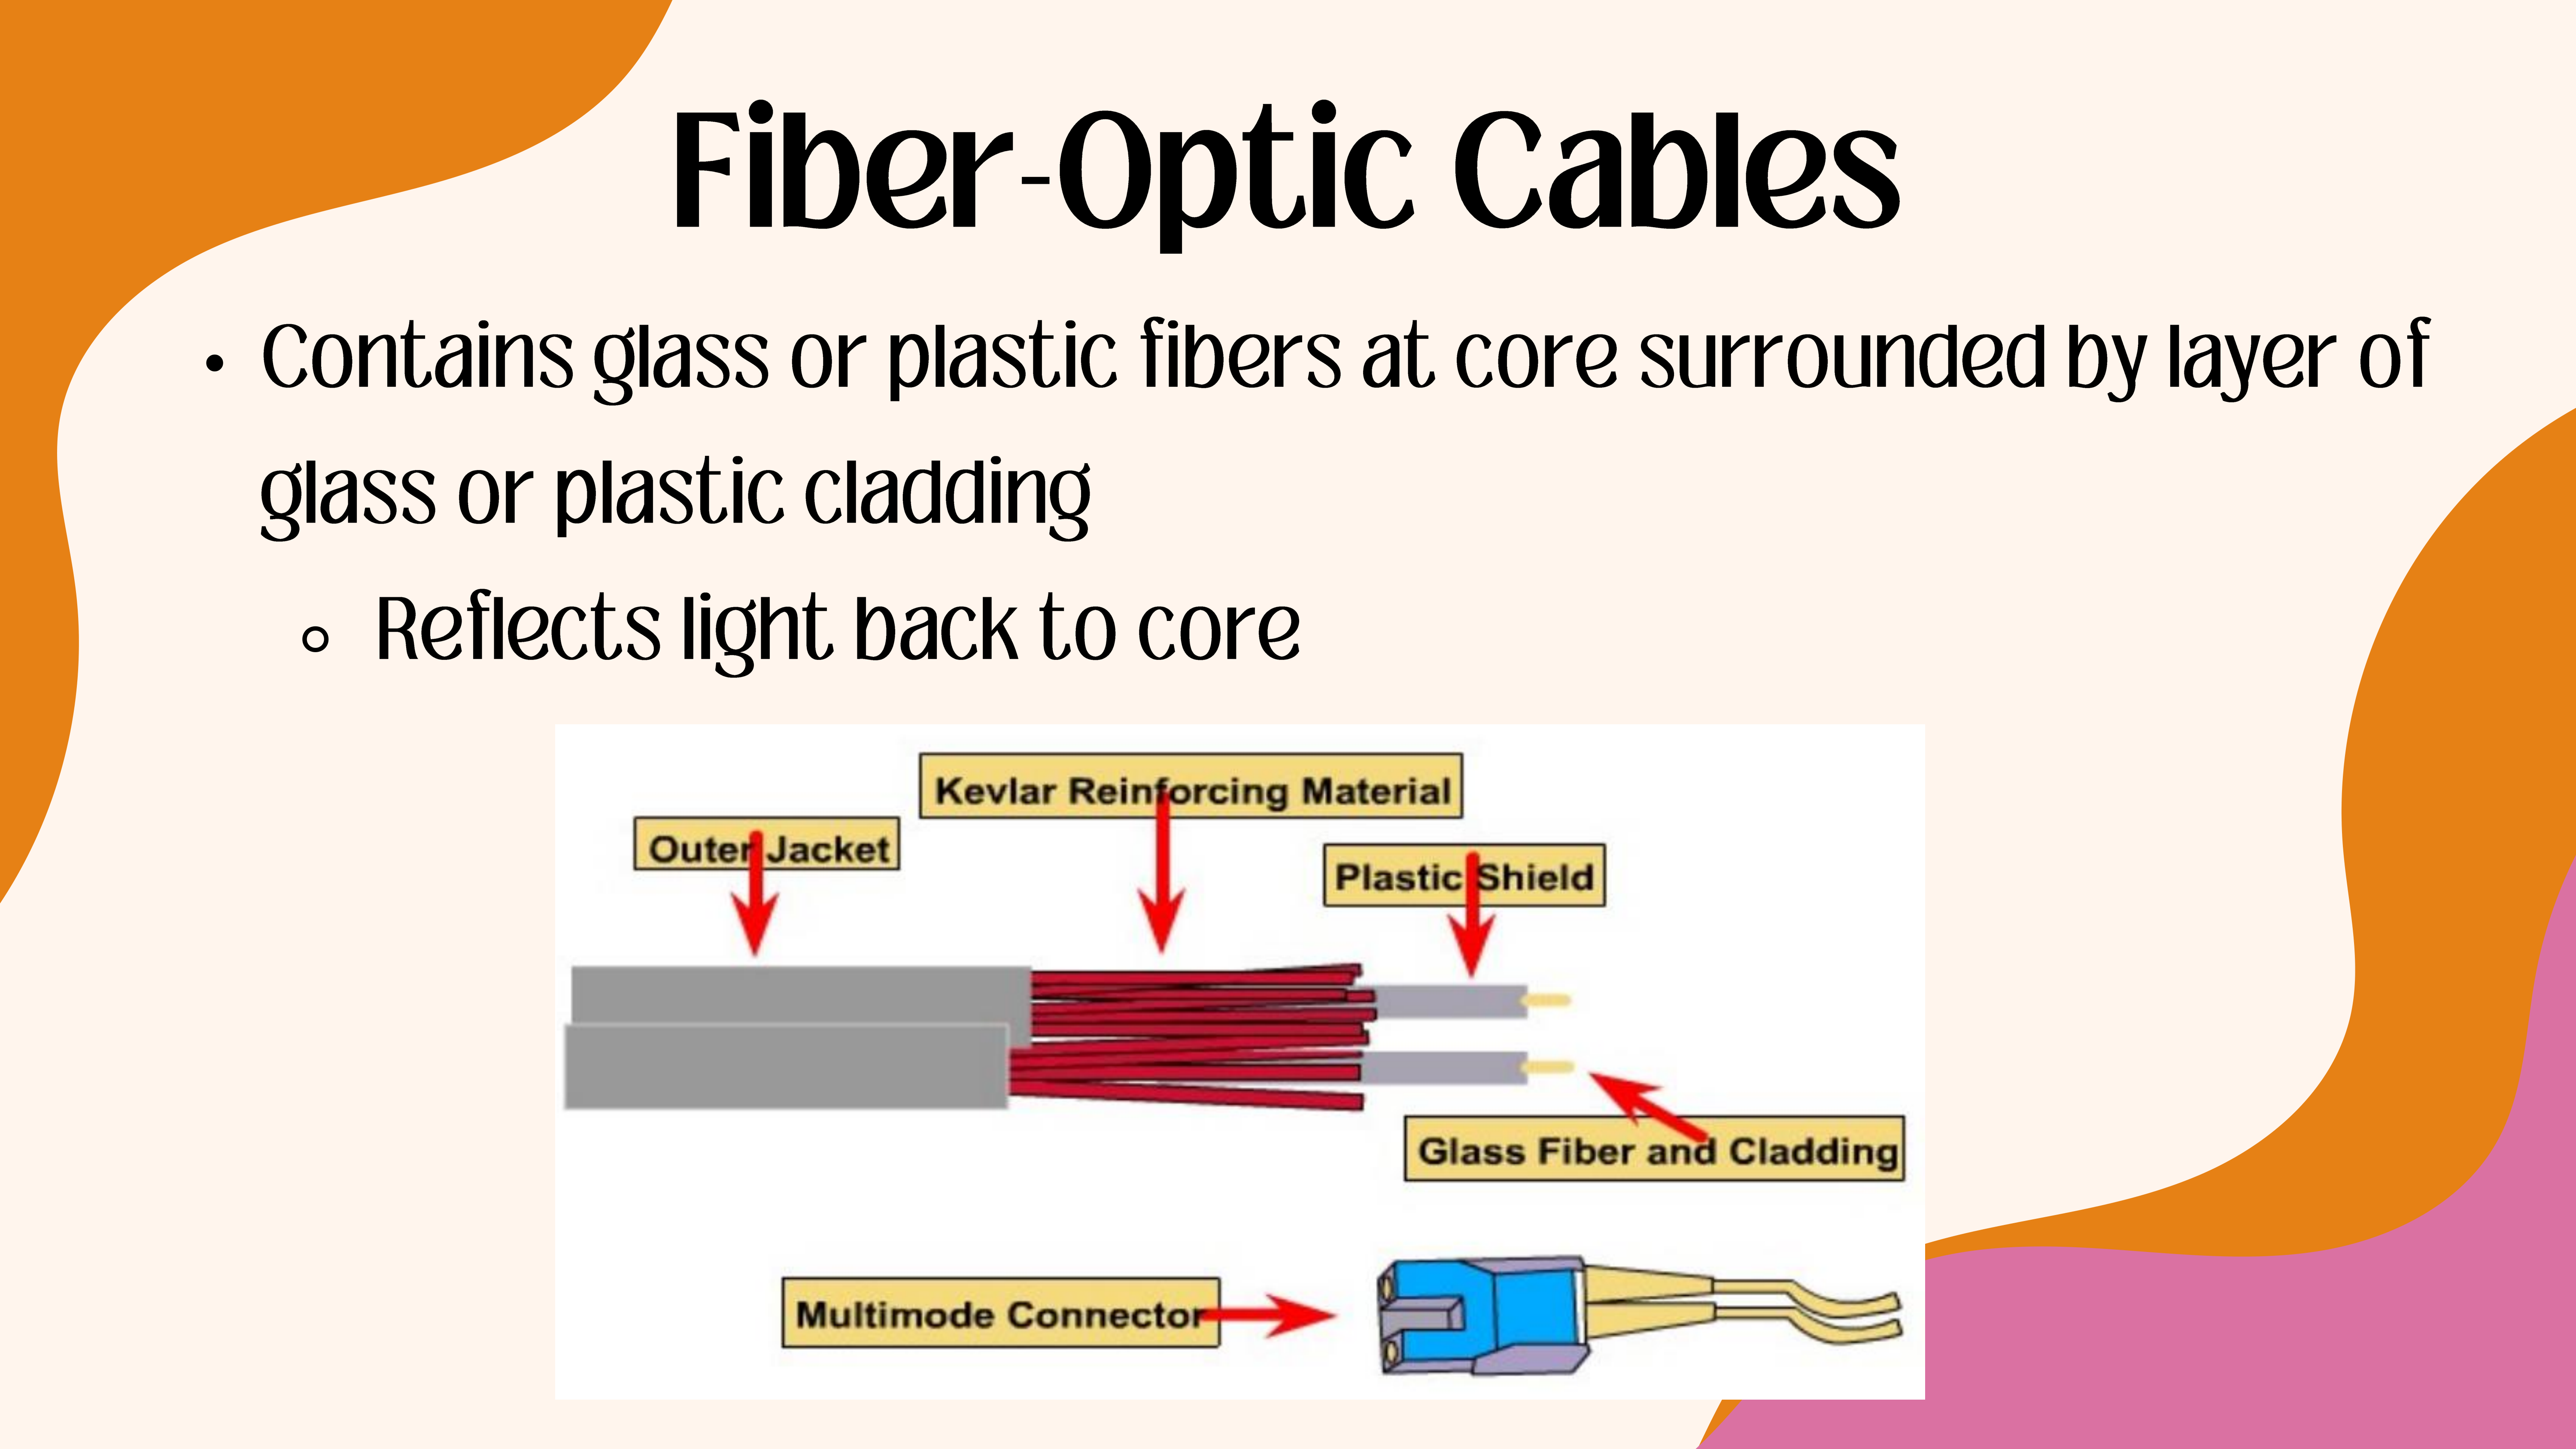 Fiber-Optic Cables
• Contains glass or plastic fibers at core surrounded by layer of
glass or plastic cladding
◦ Reflects light back to core
Kevlar Reinforcing Material
Outer Jacket
Plastic Shield
Glass Fiber and Cladding
Multimode Connector